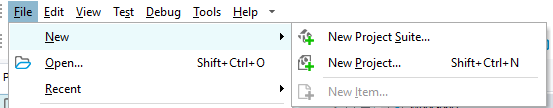 File Edit View Test Debug Tools Help
New
New Project Suite...
Open... Shift+Ctrl+O
New Project... Shift+Ctrl+N
Recent
New Item...